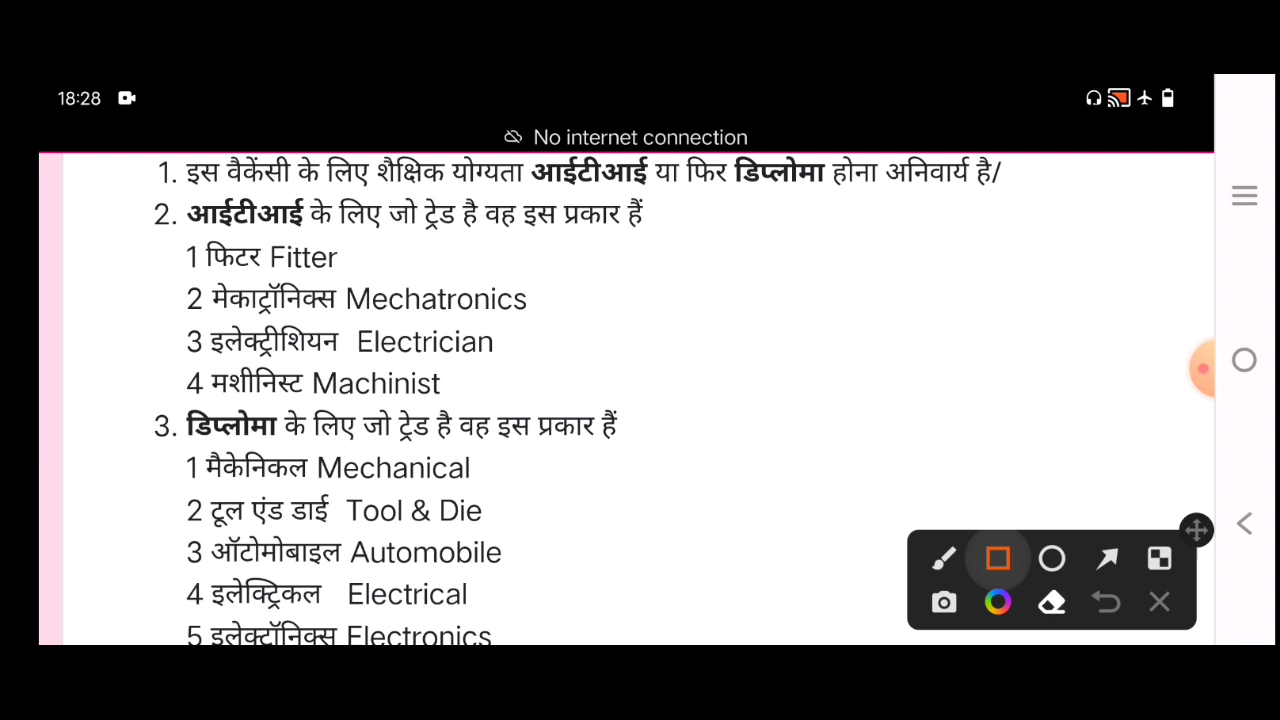 18:28
No internet connection
1. इस वैकेंसी के लिए शैक्षिक योग्यता आईटीआई या फिर डिप्लोमा होना अनिवार्य है/
2. आईटीआई के लिए जो ट्रेड है वह इस प्रकार हैं
1 फिटर Fitter
2 मेकाट्रॉनिक्स Mechatronics
3 इलेक्ट्रीशियन Electrician
4 मशीनिस्ट Machinist
3. डिप्लोमा के लिए जो ट्रेड है वह इस प्रकार हैं
1 मैकेनिकल Mechanical
2 टूल एंड डाई Tool & Die
3 ऑटोमोबाइल Automobile
4 इलेक्ट्रिकल Electrical
5 इलेक्ट्रॉनिक्स Electronics